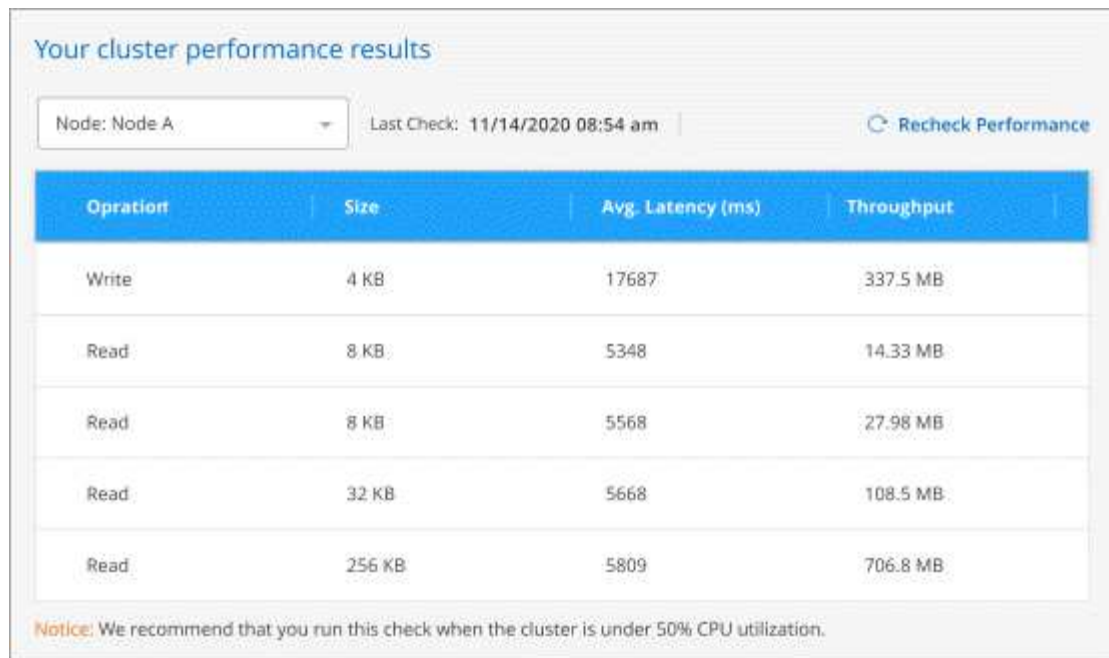 Your cluster performance results
Node: Node A Last Check: 11/14/2020 08:54 am Recheck Performance
Opration Size Avg. Latency (ms) Throughput
Write 4 KB 17687 337.5 MB
Read 8 KB 5348 14.33 MB
Read 8 KB 5568 27.98 MB
Read 32 KB 5668 108.5 MB
Read 256 KB 5809 706.8 MB
Notice: We recommend that you run this check when the cluster is under 50% CPU utilization.